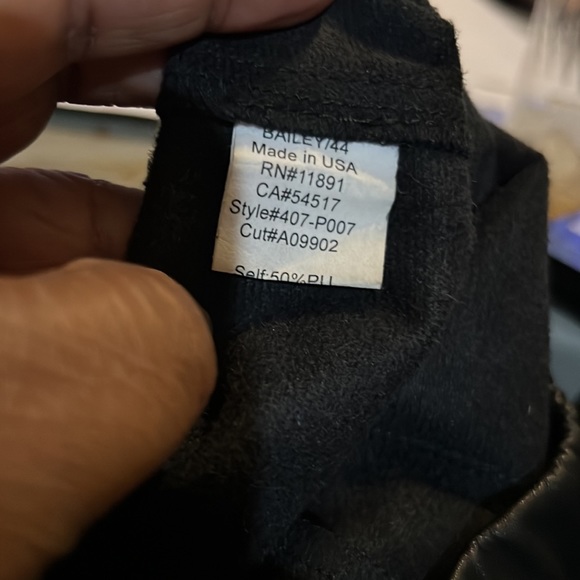 BAILEY/44
Made in USA
RN#11891
CA#54517
Style#407-P007
Cut#A09902
Self:50%PU